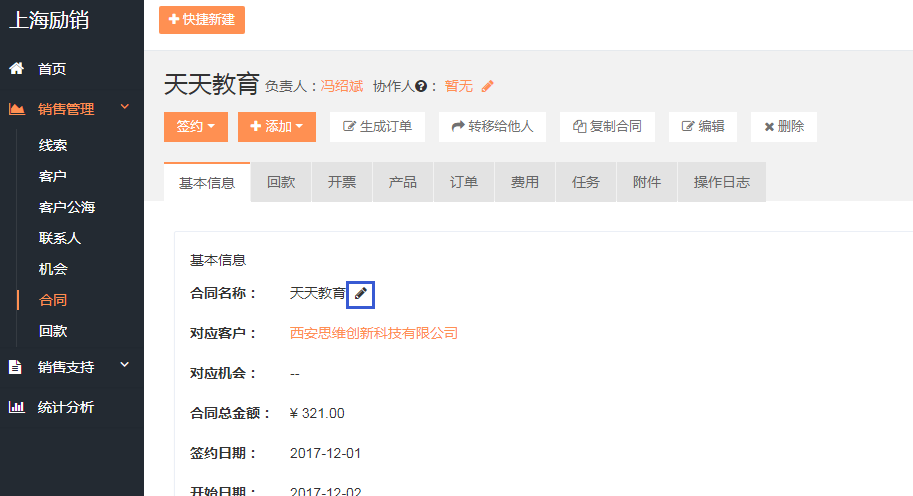 上海励销
快捷新建
首页
销售管理
线索
客户
客户公海
联系人
机会
合同
回款
销售支持
统计分析
天天教育 负责人：冯绍斌 协作人：暂无
签约 添加 生成订单 转移给他人 复制合同 编辑 删除
基本信息 回款 开票 产品 订单 费用 任务 附件 操作日志
基本信息
合同名称： 天天教育
对应客户： 西安思维创新科技有限公司
对应机会： --
合同总金额： ¥ 321.00
签约日期： 2017-12-01
开始日期： 2017-12-02